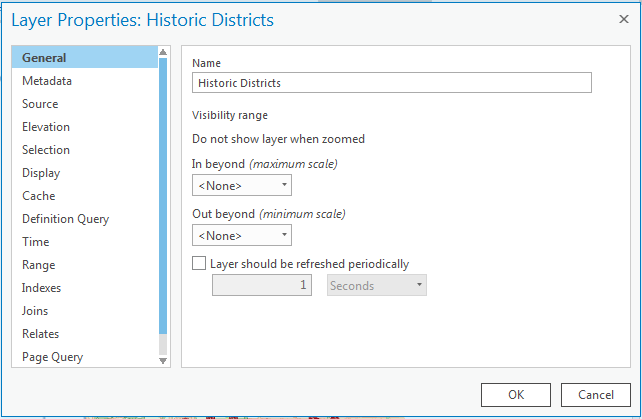 Layer Properties: Historic Districts
General
Metadata
Source
Elevation
Selection
Display
Cache
Definition Query
Time
Range
Indexes
Joins
Relates
Page Query
Name
Historic Districts
Visibility range
Do not show layer when zoomed
In beyond (maximum scale)
<None>
Out beyond (minimum scale)
<None>
Layer should be refreshed periodically
1 Seconds
OK Cancel